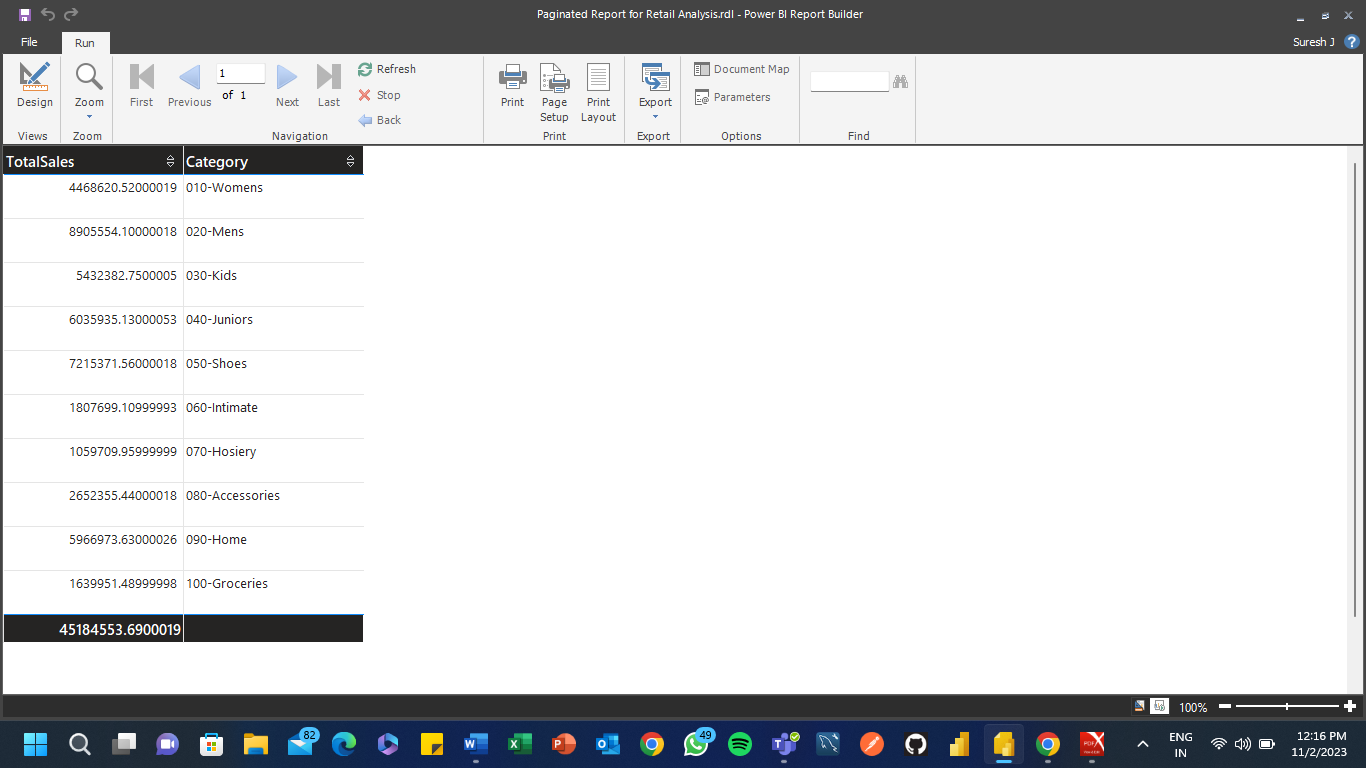 Paginated Report for Retail Analysis.rdl - Power BI Report Builder
File Run Suresh J ?
Design
Zoom
First Previous
1
of 1
Next Last
Refresh
Stop
Back
Print
Page Setup
Print Layout
Export
Document Map
Parameters
Views Zoom Navigation Print Export Options Find
TotalSales Category
4468620.52000019 010-Womens
8905554.10000018 020-Mens
5432382.7500005 030-Kids
6035935.13000053 040-Juniors
7215371.56000018 050-Shoes
1807699.10999993 060-Intimate
1059709.95999999 070-Hosiery
2652355.44000018 080-Accessories
5966973.63000026 090-Home
1639951.48999998 100-Groceries
45184553.6900019
100%
82
49
ENG
IN
12:16 PM
11/2/2023